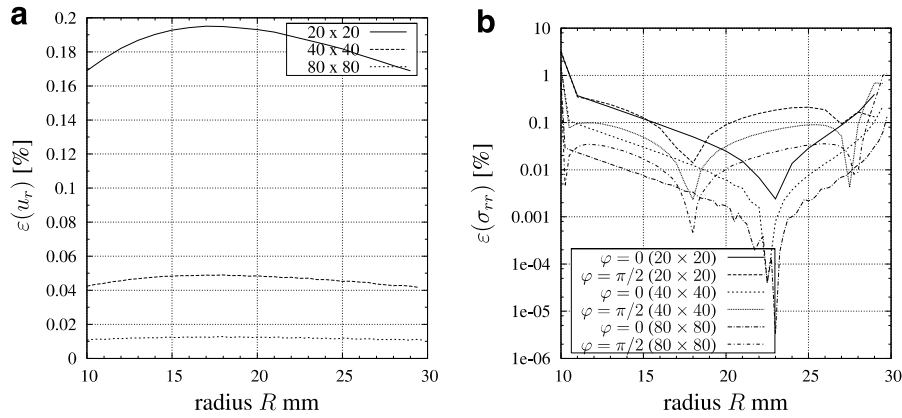 a
0.2
0.18
0.16
0.14
0.12
0.1
0.08
0.06
0.04
0.02
0
ε(u_r) [%]
20 x 20
40 x 40
80 x 80
10 15 20 25 30
radius R mm
b
10
1
0.1
0.01
0.001
1e-04
1e-05
1e-06
ε(σ_rr) [%]
φ = 0 (20 × 20)
φ = π/2 (20 × 20)
φ = 0 (40 × 40)
φ = π/2 (40 × 40)
φ = 0 (80 × 80)
φ = π/2 (80 × 80)
10 15 20 25 30
radius R mm